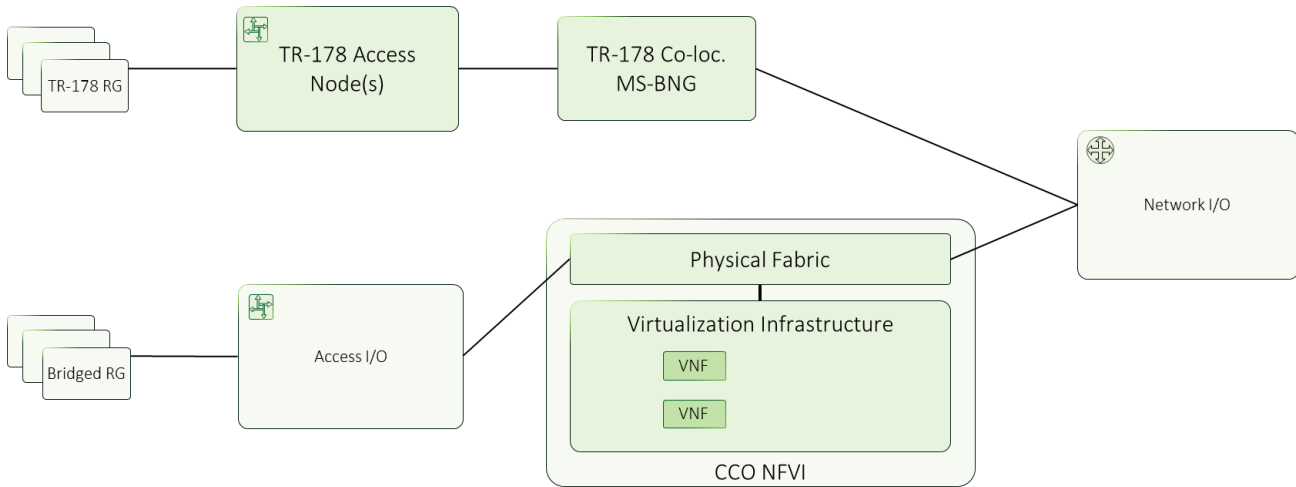 TR-178 RG
TR-178 Access
Node(s)
TR-178 Co-loc.
MS-BNG
Network I/O
Physical Fabric
Virtualization Infrastructure
VNF
VNF
CCO NFVI
Access I/O
Bridged RG